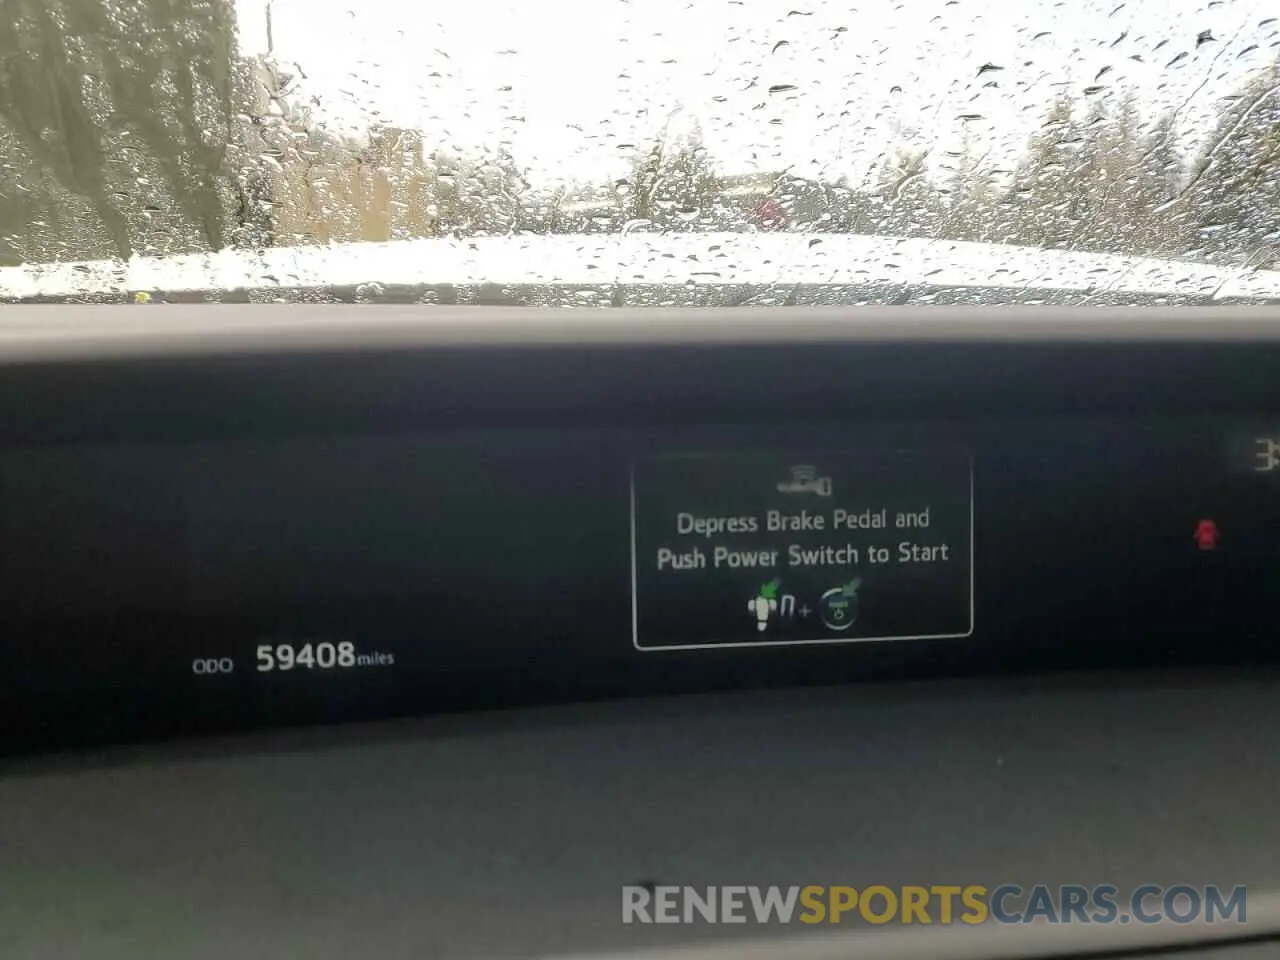 Depress Brake Pedal and
Push Power Switch to Start
+
ODO 59408 miles
RENEWSPORTSCARS.COM